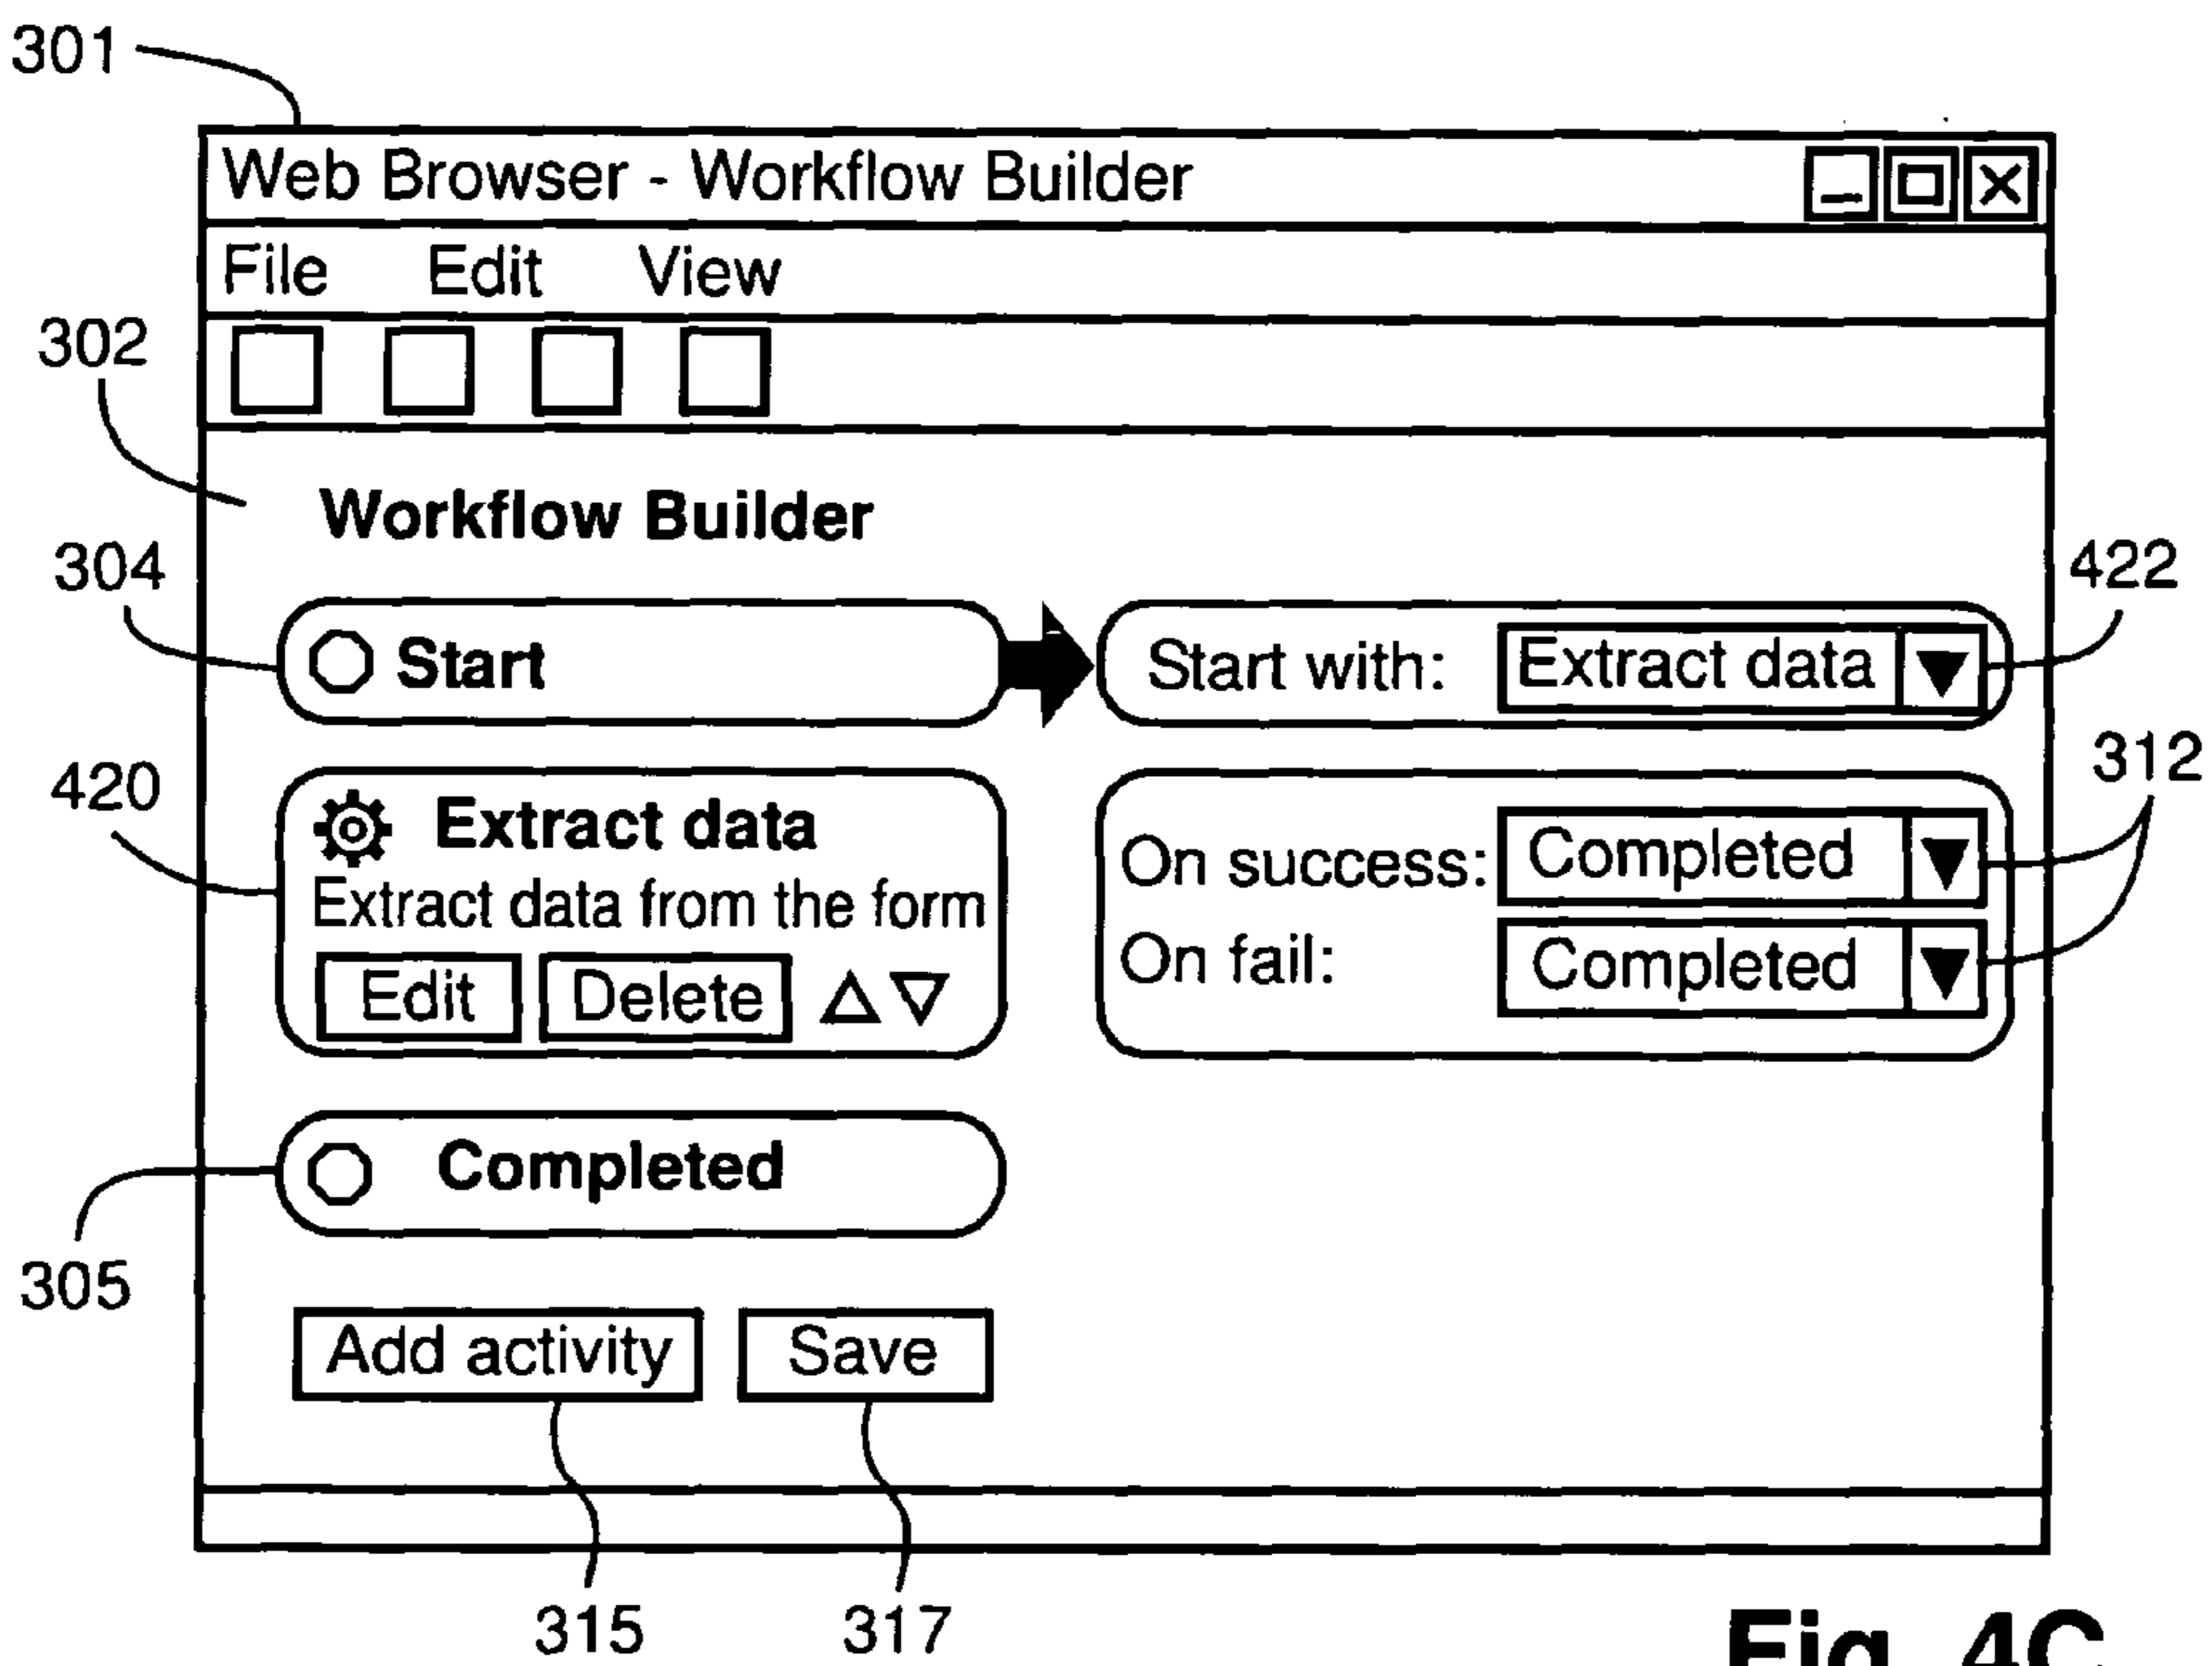 301
Web Browser - Workflow Builder
File Edit View
302
Workflow Builder
304
Start
Start with: Extract data
422
420
Extract data
Extract data from the form
Edit Delete
On success: Completed
On fail: Completed
312
Completed
305
Add activity Save
315 317
Fig. 4C